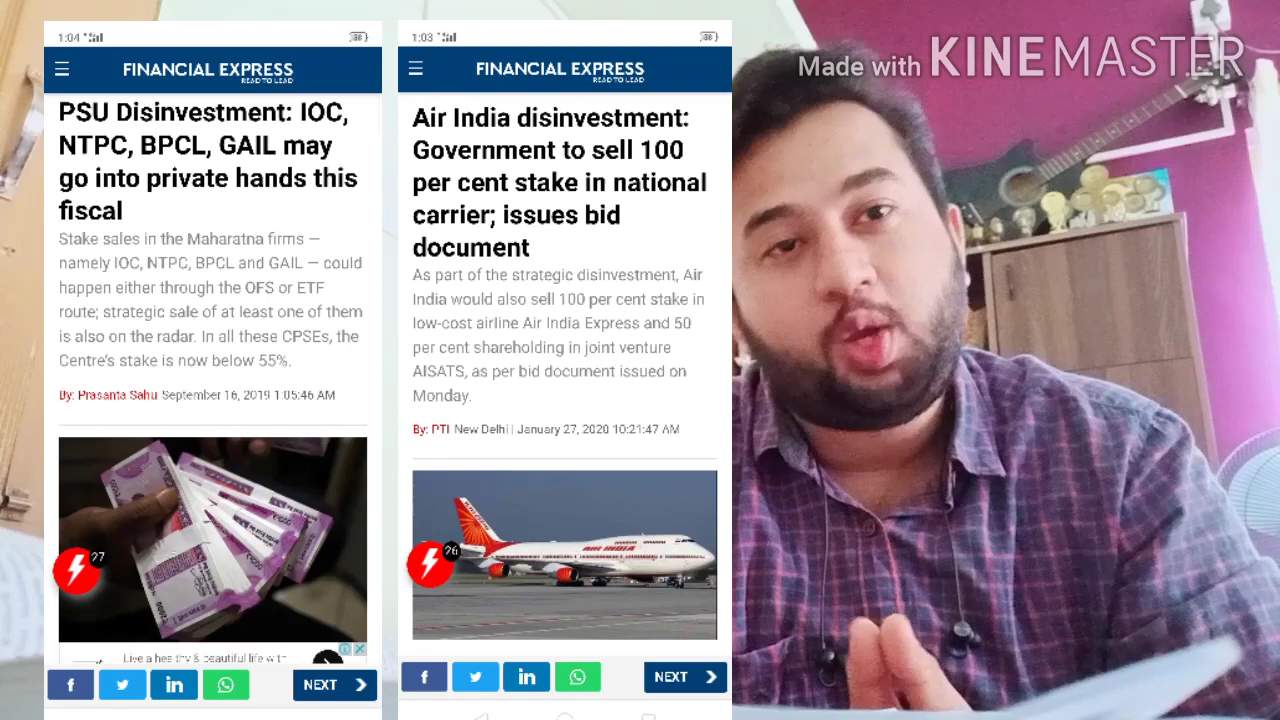 1:04
FINANCIAL EXPRESS
READ TO LEAD
PSU Disinvestment: IOC,
NTPC, BPCL, GAIL may
go into private hands this
fiscal
Stake sales in the Maharatna firms —
namely IOC, NTPC, BPCL and GAIL — could
happen either through the OFS or ETF
route; strategic sale of at least one of them
is also on the radar. In all these CPSEs, the
Centre's stake is now below 55%.
By: Prasanta Sahu September 16, 2019 1:05:46 AM
27
Live a healthy & beautiful life with
f
in
NEXT
1:03
FINANCIAL EXPRESS
READ TO LEAD
Air India disinvestment:
Government to sell 100
per cent stake in national
carrier; issues bid
document
As part of the strategic disinvestment, Air
India would also sell 100 per cent stake in
low-cost airline Air India Express and 50
per cent shareholding in joint venture
AISATS, as per bid document issued on
Monday.
By: PTI New Delhi | January 27, 2020 10:21:47 AM
AIR INDIA
26
f
in
NEXT
Made with KINEMASTER